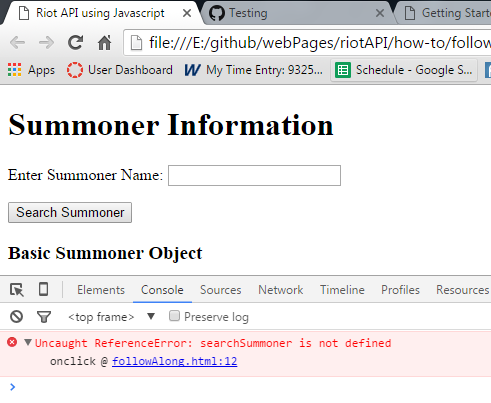 Riot API using Javascript Testing Getting Starte
file:///E:/github/webPages/riotAPI/how-to/follow
Apps User Dashboard My Time Entry: 9325... Schedule - Google S...
Summoner Information
Enter Summoner Name:
Search Summoner
Basic Summoner Object
Elements Console Sources Network Timeline Profiles Resources
<top frame> Preserve log
Uncaught ReferenceError: searchSummoner is not defined
onclick @ followAlong.html:12